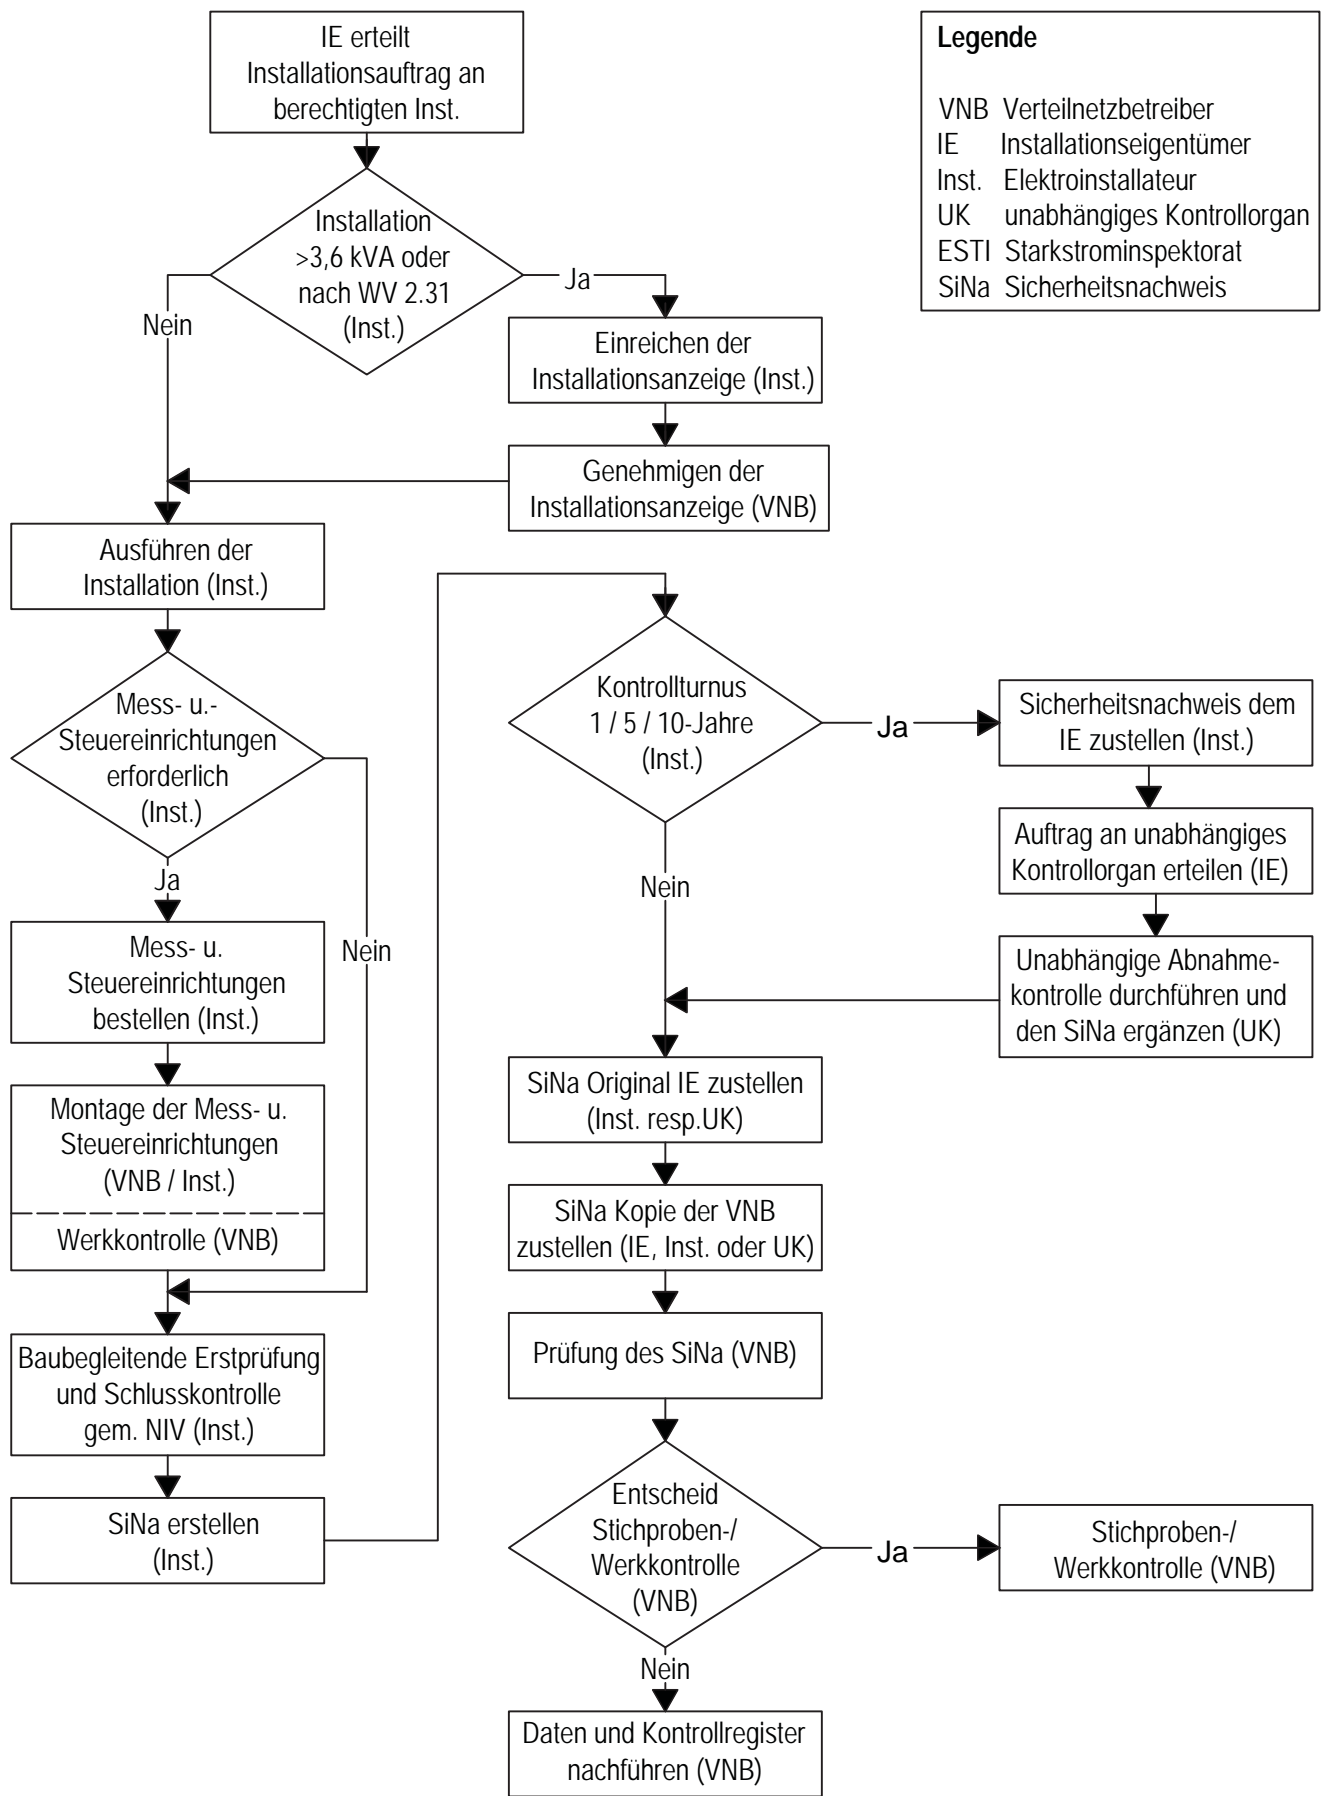 IE erteilt
Installationsauftrag an
berechtigten Inst.
Legende
VNB Verteilnetzbetreiber
IE Installationseigentümer
Inst. Elektroinstallateur
UK unabhängiges Kontrollorgan
ESTI Starkstrominspektorat
SiNa Sicherheitsnachweis
Installation
>3,6 kVA oder
nach WV 2.31
(Inst.)
Ja
Nein
Einreichen der
Installationsanzeige (Inst.)
Genehmigen der
Installationsanzeige (VNB)
Ausführen der
Installation (Inst.)
Mess- u.-
Steuereinrichtungen
erforderlich
(Inst.)
Ja
Nein
Mess- u.
Steuereinrichtungen
bestellen (Inst.)
Montage der Mess- u.
Steuereinrichtungen
(VNB / Inst.)
Werkkontrolle (VNB)
Baubegleitende Erstprüfung
und Schlusskontrolle
gem. NIV (Inst.)
SiNa erstellen
(Inst.)
Kontrollturnus
1 / 5 / 10-Jahre
(Inst.)
Ja
Nein
Sicherheitsnachweis dem
IE zustellen (Inst.)
Auftrag an unabhängiges
Kontrollorgan erteilen (IE)
Unabhängige Abnahme-
kontrolle durchführen und
den SiNa ergänzen (UK)
SiNa Original IE zustellen
(Inst. resp.UK)
SiNa Kopie der VNB
zustellen (IE, Inst. oder UK)
Prüfung des SiNa (VNB)
Entscheid
Stichproben-/
Werkkontrolle
(VNB)
Ja
Stichproben-/
Werkkontrolle (VNB)
Nein
Daten und Kontrollregister
nachführen (VNB)